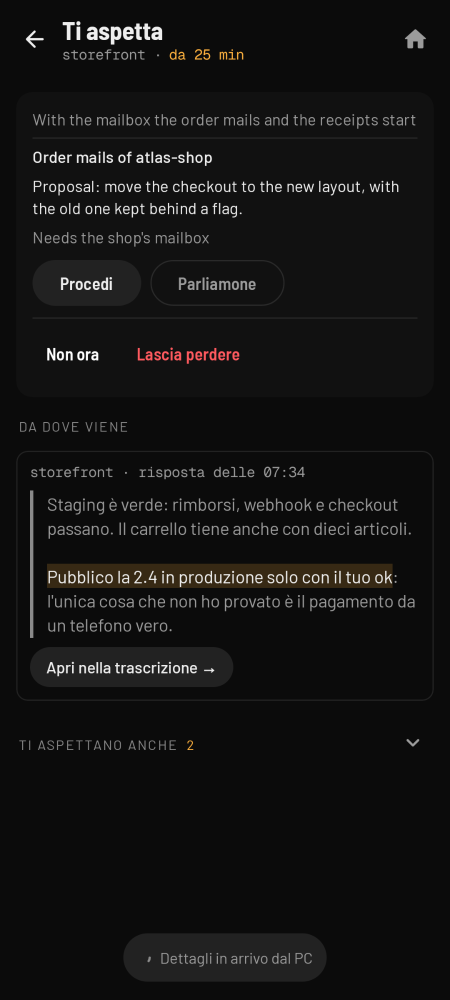 Ti aspetta
storefront · da 25 min
With the mailbox the order mails and the receipts start
Order mails of atlas-shop
Proposal: move the checkout to the new layout, with
the old one kept behind a flag.
Needs the shop's mailbox
Procedi
Parliamone
Non ora
Lascia perdere
DA DOVE VIENE
storefront · risposta delle 07:34
Staging è verde: rimborsi, webhook e checkout
passano. Il carrello tiene anche con dieci articoli.
Pubblico la 2.4 in produzione solo con il tuo ok:
l'unica cosa che non ho provato è il pagamento da
un telefono vero.
Apri nella trascrizione →
TI ASPETTANO ANCHE 2
Dettagli in arrivo dal PC